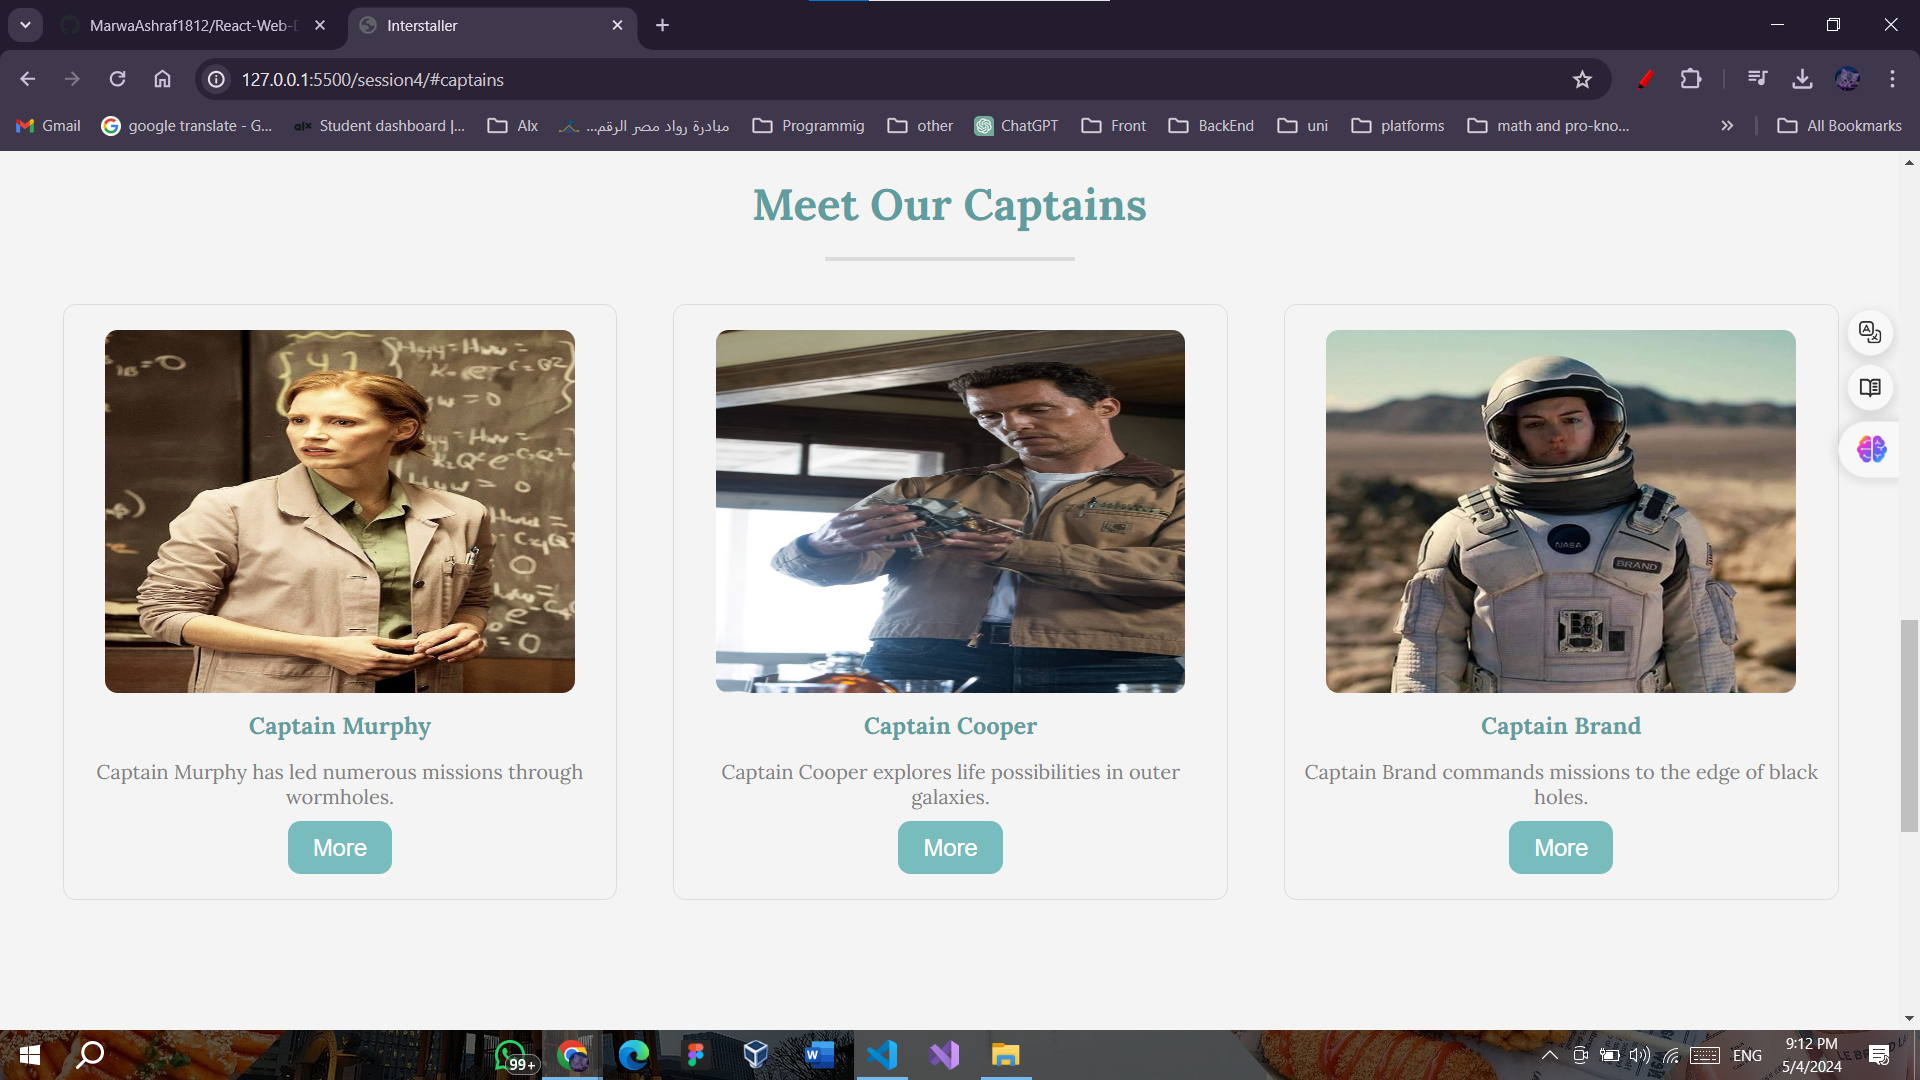 MarwaAshraf1812/React-Web-D
Interstaller
127.0.0.1:5500/session4/#captains
Gmail
google translate - G...
alx Student dashboard |...
Alx
مبادرة رواد مصر الرقم...
Programmig
other
ChatGPT
Front
BackEnd
uni
platforms
math and pro-kno...
All Bookmarks
Meet Our Captains
NASA
BRAND
Captain Murphy
Captain Murphy has led numerous missions through
wormholes.
More
Captain Cooper
Captain Cooper explores life possibilities in outer
galaxies.
More
Captain Brand
Captain Brand commands missions to the edge of black
holes.
More
99+
ENG
9:12 PM
5/4/2024